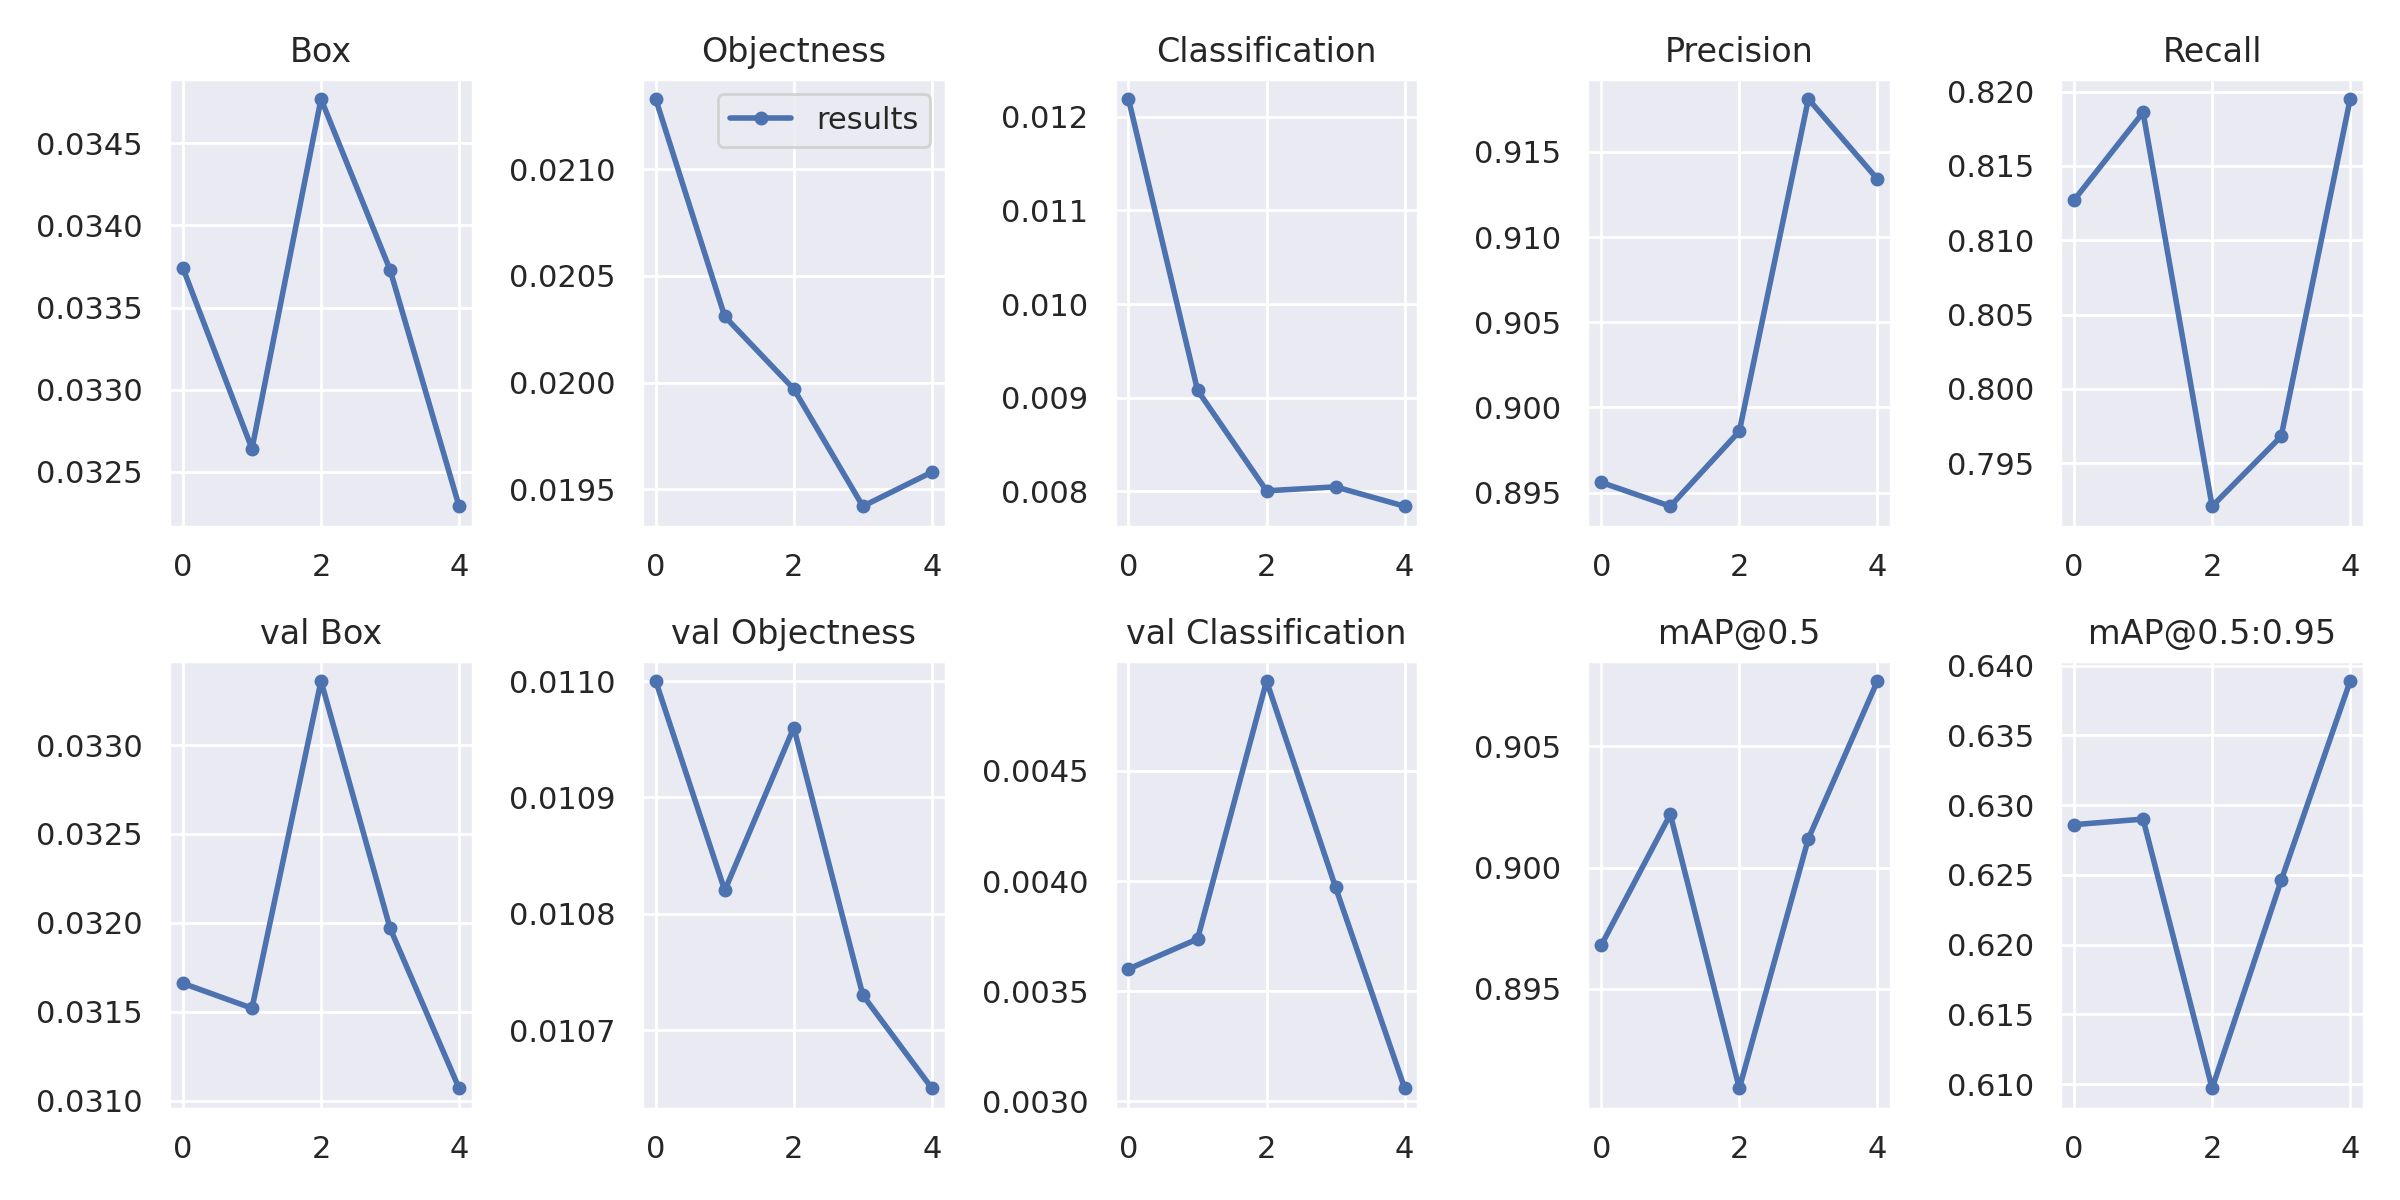 Box
0.0345
0.0340
0.0335
0.0330
0.0325
0 2 4
Objectness
results
0.0210
0.0205
0.0200
0.0195
0 2 4
Classification
0.012
0.011
0.010
0.009
0.008
0 2 4
Precision
0.915
0.910
0.905
0.900
0.895
0 2 4
Recall
0.820
0.815
0.810
0.805
0.800
0.795
0 2 4
val Box
0.0330
0.0325
0.0320
0.0315
0.0310
0 2 4
val Objectness
0.0110
0.0109
0.0108
0.0107
0 2 4
val Classification
0.0045
0.0040
0.0035
0.0030
0 2 4
mAP@0.5
0.905
0.900
0.895
0 2 4
mAP@0.5:0.95
0.640
0.635
0.630
0.625
0.620
0.615
0.610
0 2 4